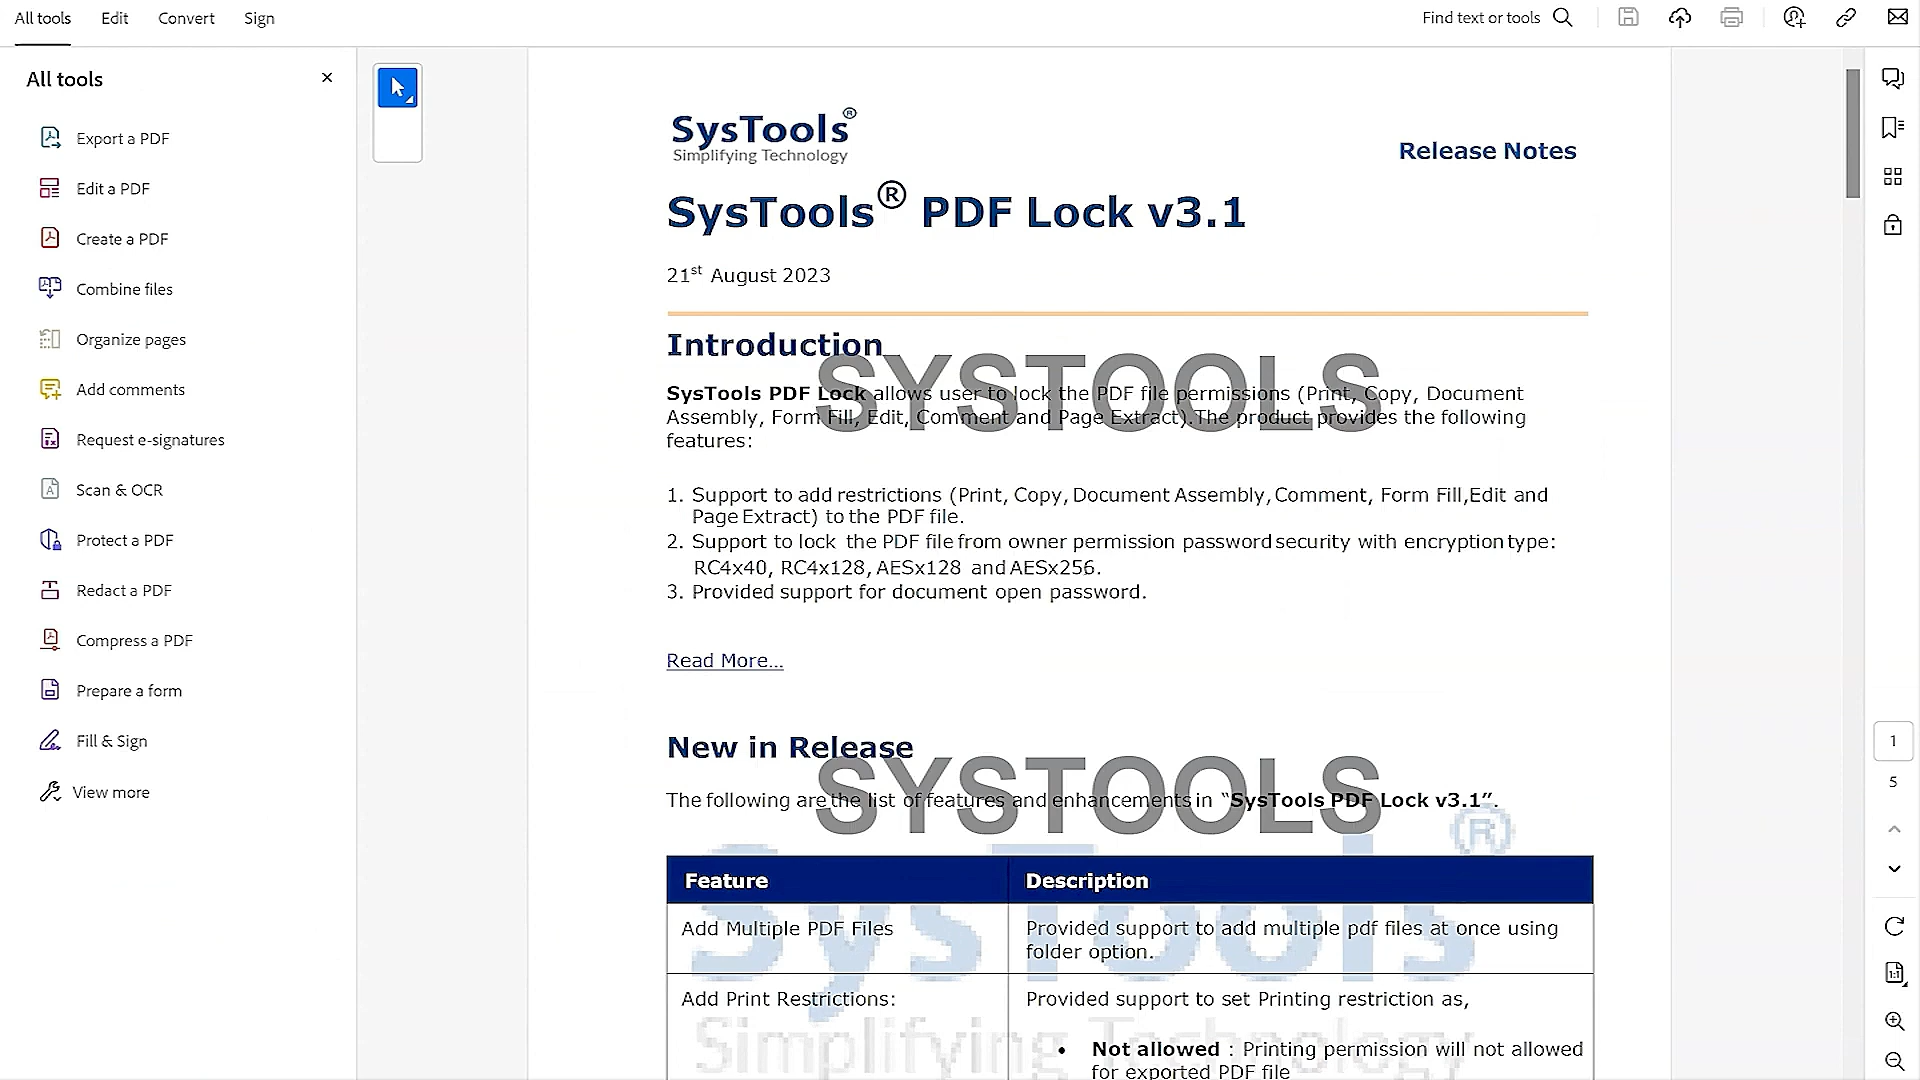 All tools Edit Convert Sign Find text or tools
All tools
Export a PDF
Edit a PDF
Create a PDF
Combine files
Organize pages
Add comments
Request e-signatures
Scan & OCR
Protect a PDF
Redact a PDF
Compress a PDF
Prepare a form
Fill & Sign
View more
SysTools®
Simplifying Technology
Release Notes
SysTools® PDF Lock v3.1
21st August 2023
Introduction
SYSTOOLS
SysTools PDF Lock allows user to lock the PDF file permissions (Print, Copy, Document
Assembly, Form Fill, Edit, Comment and Page Extract).The product provides the following
features:
1. Support to add restrictions (Print, Copy, Document Assembly, Comment, Form Fill,Edit and
Page Extract) to the PDF file.
2. Support to lock the PDF file from owner permission password security with encryption type:
RC4x40, RC4x128, AESx128 and AESx256.
3. Provided support for document open password.
Read More...
New in Release
SYSTOOLS
The following are the list of features and enhancements in “SysTools PDF Lock v3.1”.
SysTools®
Simplifying Technology
Feature Description
Add Multiple PDF Files Provided support to add multiple pdf files at once using
folder option.
Add Print Restrictions: Provided support to set Printing restriction as,
• Not allowed : Printing permission will not allowed
for exported PDF file
1
5